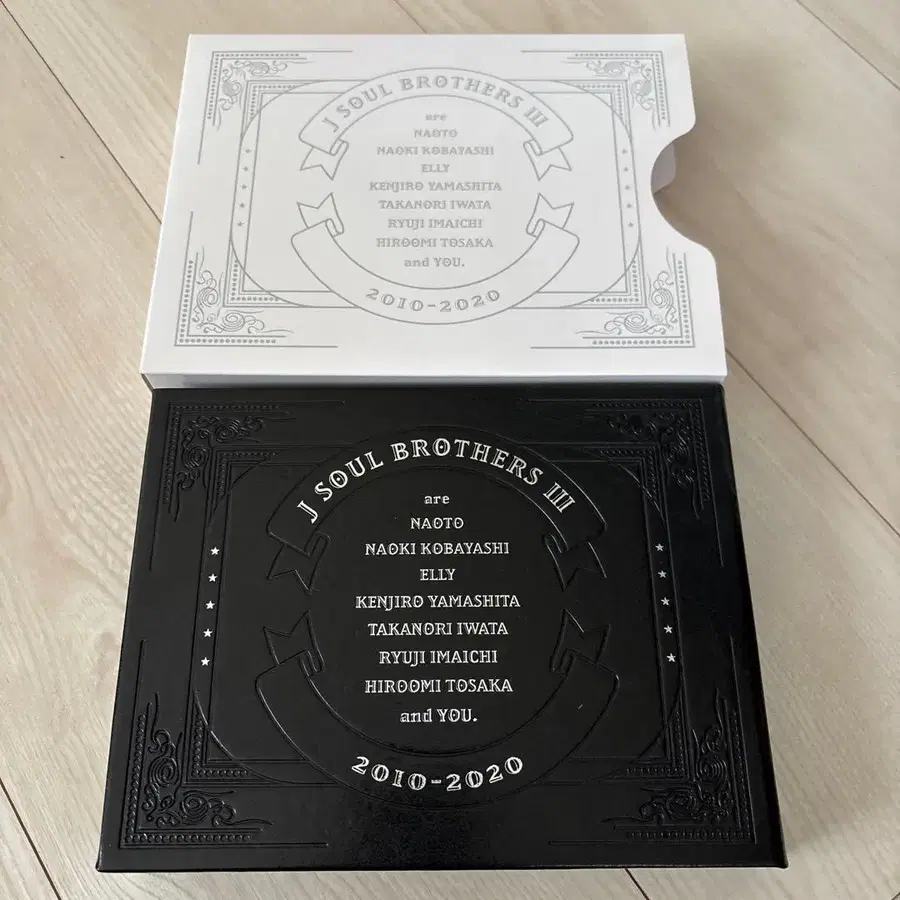 J SOUL BROTHERS III
are
NAOTO
NAOKI KOBAYASHI
ELLY
KENJIRO YAMASHITA
TAKANORI IWATA
RYUJI IMAICHI
HIROOMI TOSAKA
and YOU.
2010-2020
J SOUL BROTHERS III
are
NAOTO
NAOKI KOBAYASHI
ELLY
KENJIRO YAMASHITA
TAKANORI IWATA
RYUJI IMAICHI
HIROOMI TOSAKA
and YOU.
2010-2020